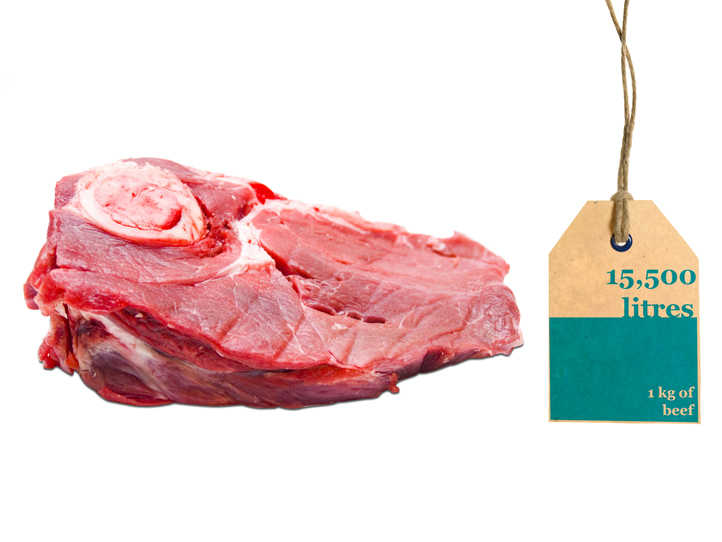 15,500
litres
1 kg of
beef